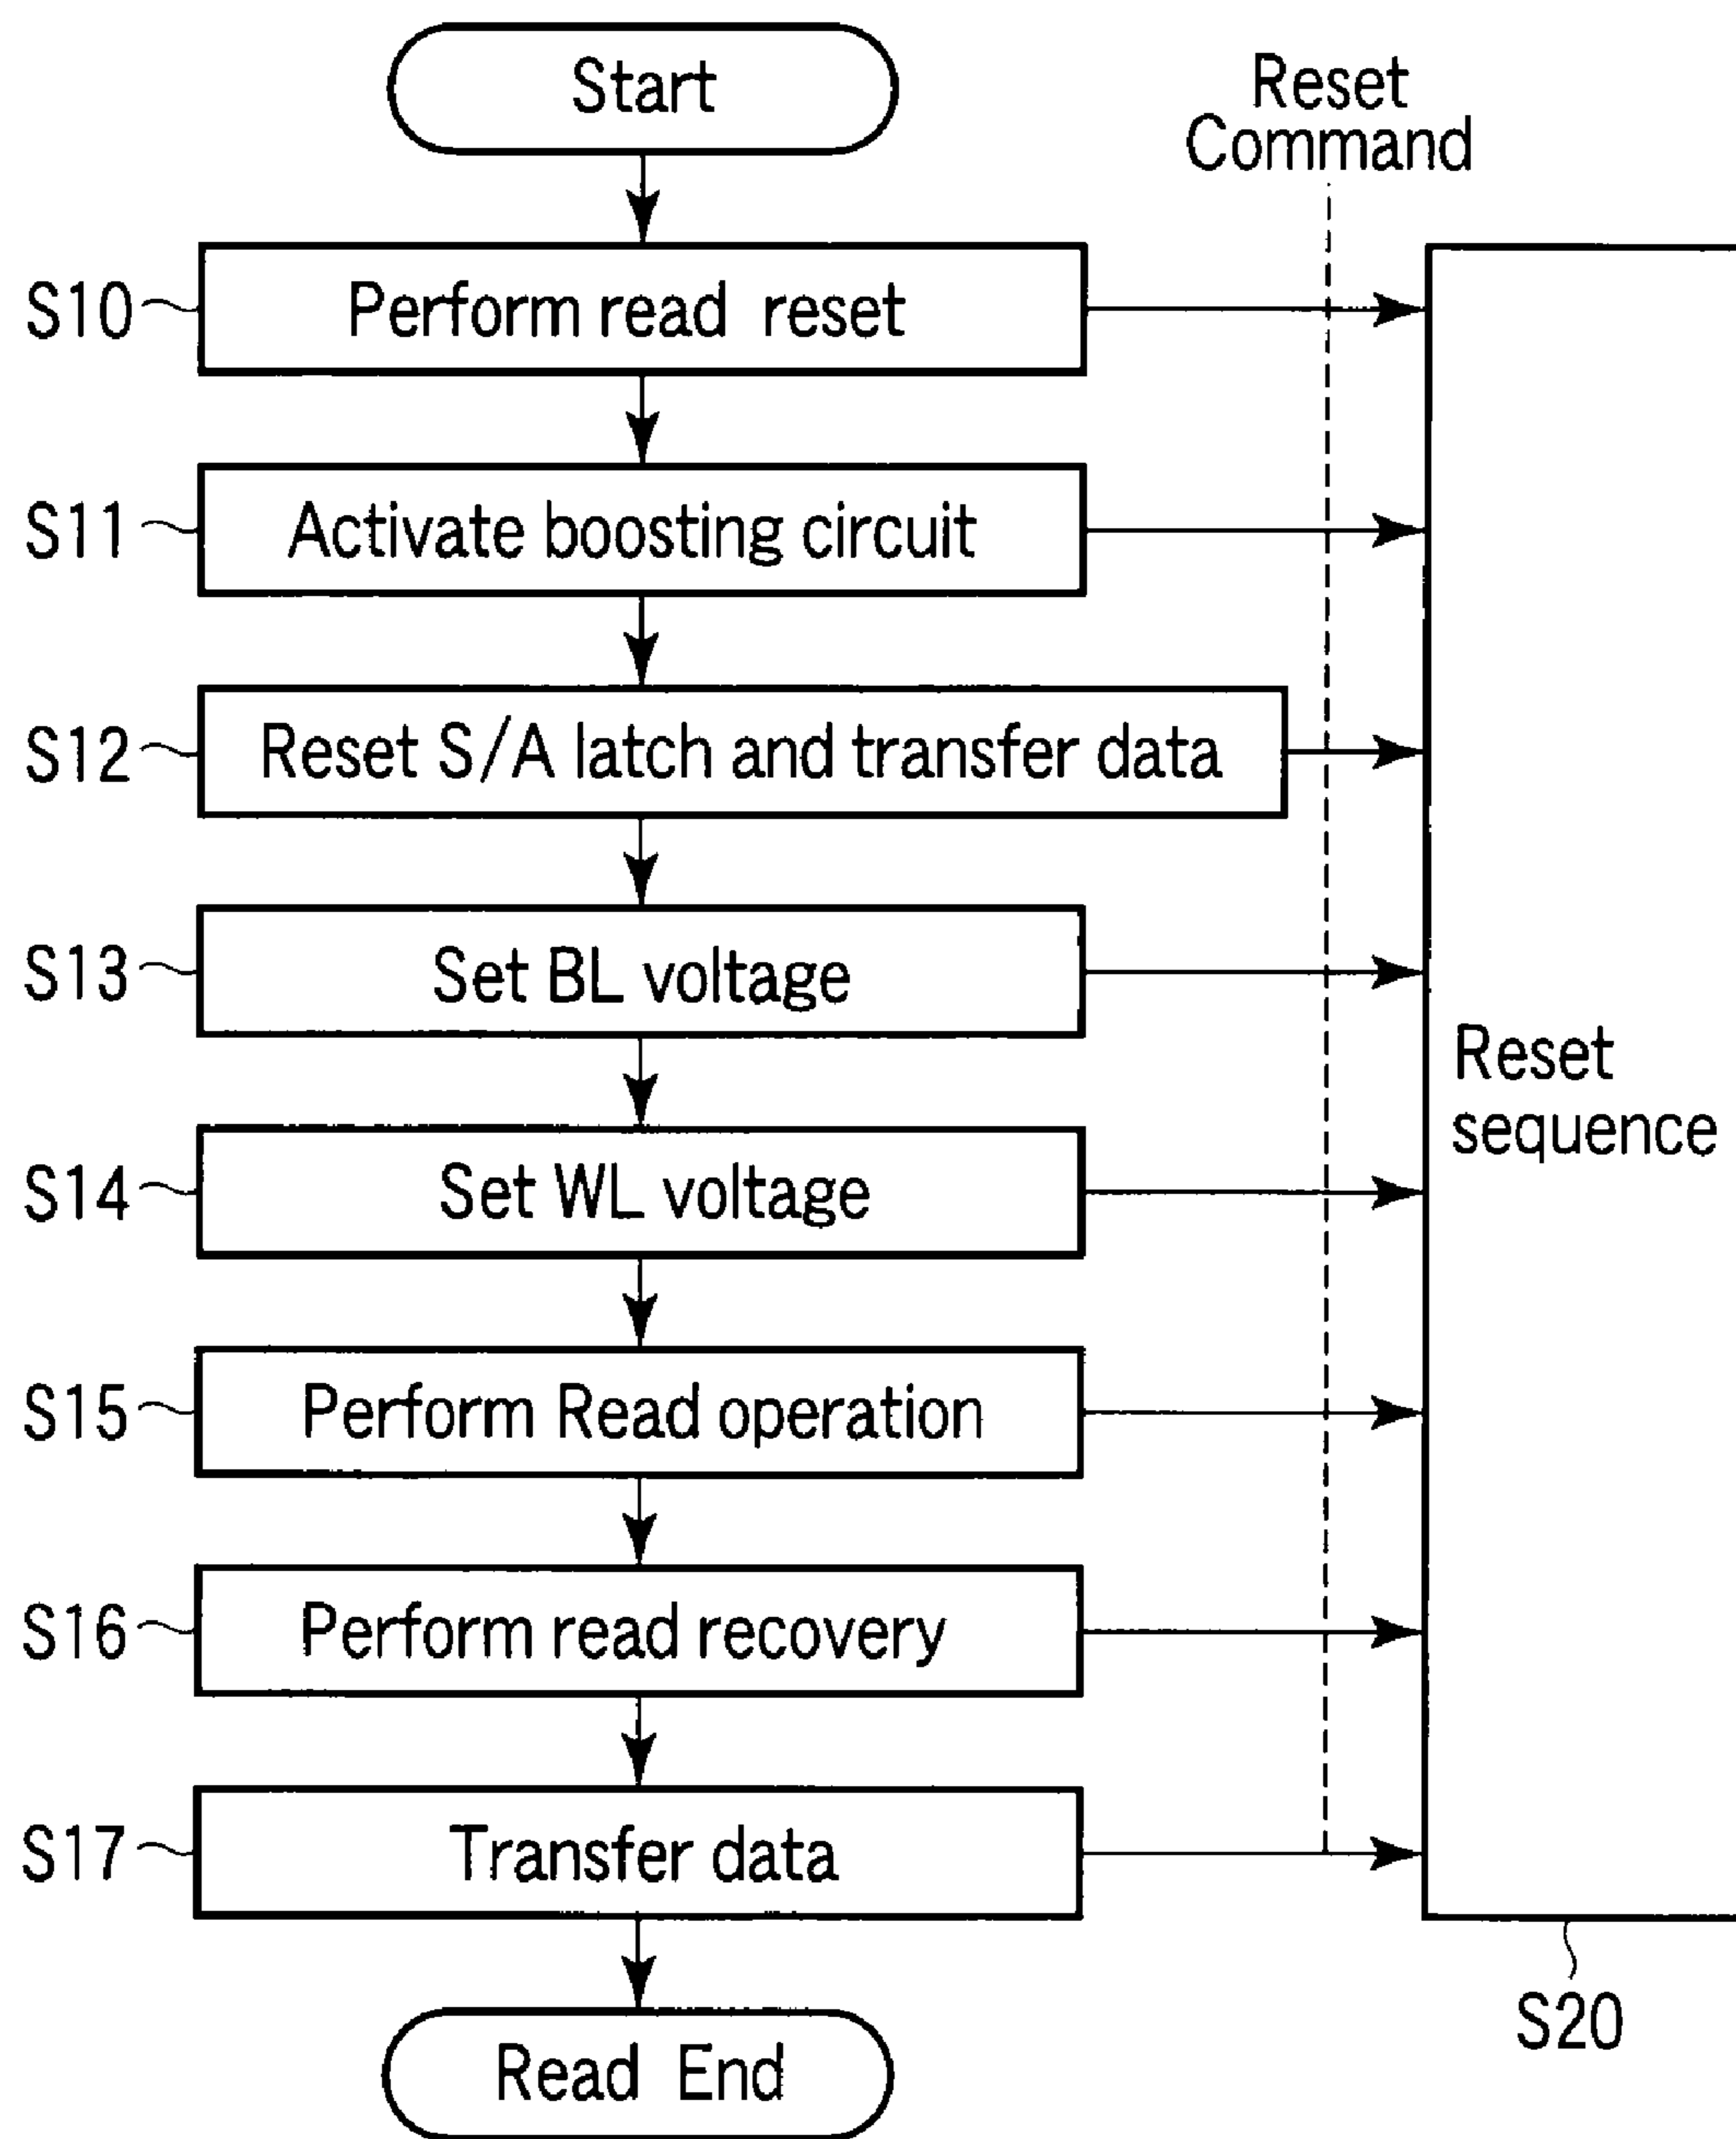 Start
Reset
Command
S10
Perform read reset
S11
Activate boosting circuit
S12
Reset S/A latch and transfer data
S13
Set BL voltage
Reset
sequence
S14
Set WL voltage
S15
Perform Read operation
S16
Perform read recovery
S17
Transfer data
S20
Read End